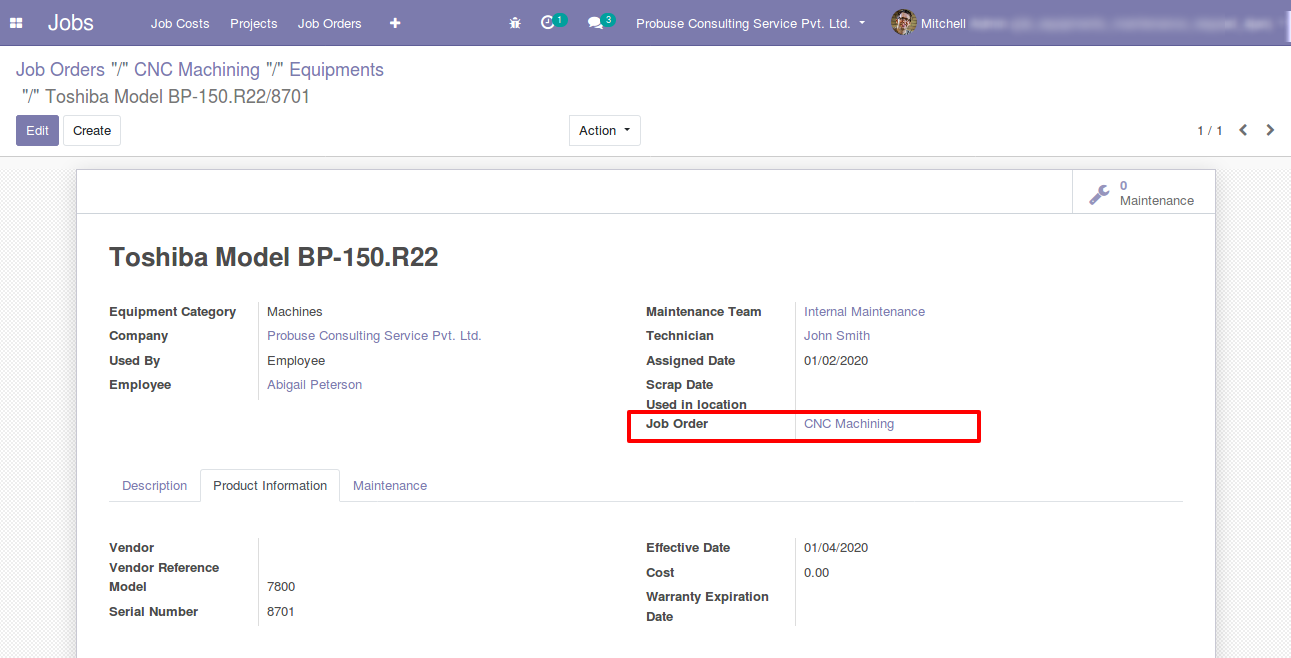 Jobs Job Costs Projects Job Orders + 1 3 Probuse Consulting Service Pvt. Ltd. Mitchell
Job Orders "/" CNC Machining "/" Equipments
"/" Toshiba Model BP-150.R22/8701
Edit Create Action 1 / 1
0
Maintenance
Toshiba Model BP-150.R22
Equipment Category Machines Maintenance Team Internal Maintenance
Company Probuse Consulting Service Pvt. Ltd. Technician John Smith
Used By Employee Assigned Date 01/02/2020
Employee Abigail Peterson Scrap Date
Used in location
Job Order CNC Machining
Description Product Information Maintenance
Vendor Effective Date 01/04/2020
Vendor Reference Cost 0.00
Model 7800 Warranty Expiration
Serial Number 8701 Date